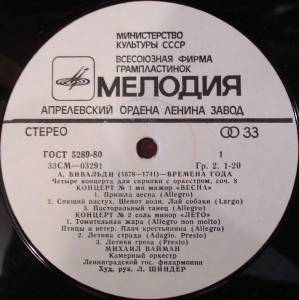 МИНИСТЕРСТВО
КУЛЬТУРЫ СССР
ВСЕСОЮЗНАЯ ФИРМА
ГРАМПЛАСТИНОК
МЕЛОДИЯ
АПРЕЛЕВСКИЙ ОРДЕНА ЛЕНИНА ЗАВОД
СТЕРЕО 33
ГОСТ 5289-80 1
33СМ—03291 Гр. 2. 1-20
А. ВИВАЛЬДИ (1678—1741)—ВРЕМЕНА ГОДА
Четыре концерта для скрипки с оркестром, соч. 8
КОНЦЕРТ № 1 ми мажор «ВЕСНА»
1. Пришла весна (Allegro)
2. Спящий пастух. Шепот волн. Лай собаки (Largo)
3. Пасторальный танец (Allegro)
КОНЦЕРТ № 2 соль минор «ЛЕТО»
1. Томительная жара (Allegro non molto)
Птицы и ветер. Плач крестьянина (Allegro)
2. Летняя страда (Adagio. Presto)
3. Летняя гроза (Presto)
МИХАИЛ ВАЙМАН
Камерный оркестр
Ленинградской гос. филармонии
Худ. рук. Л. ШИНДЕР